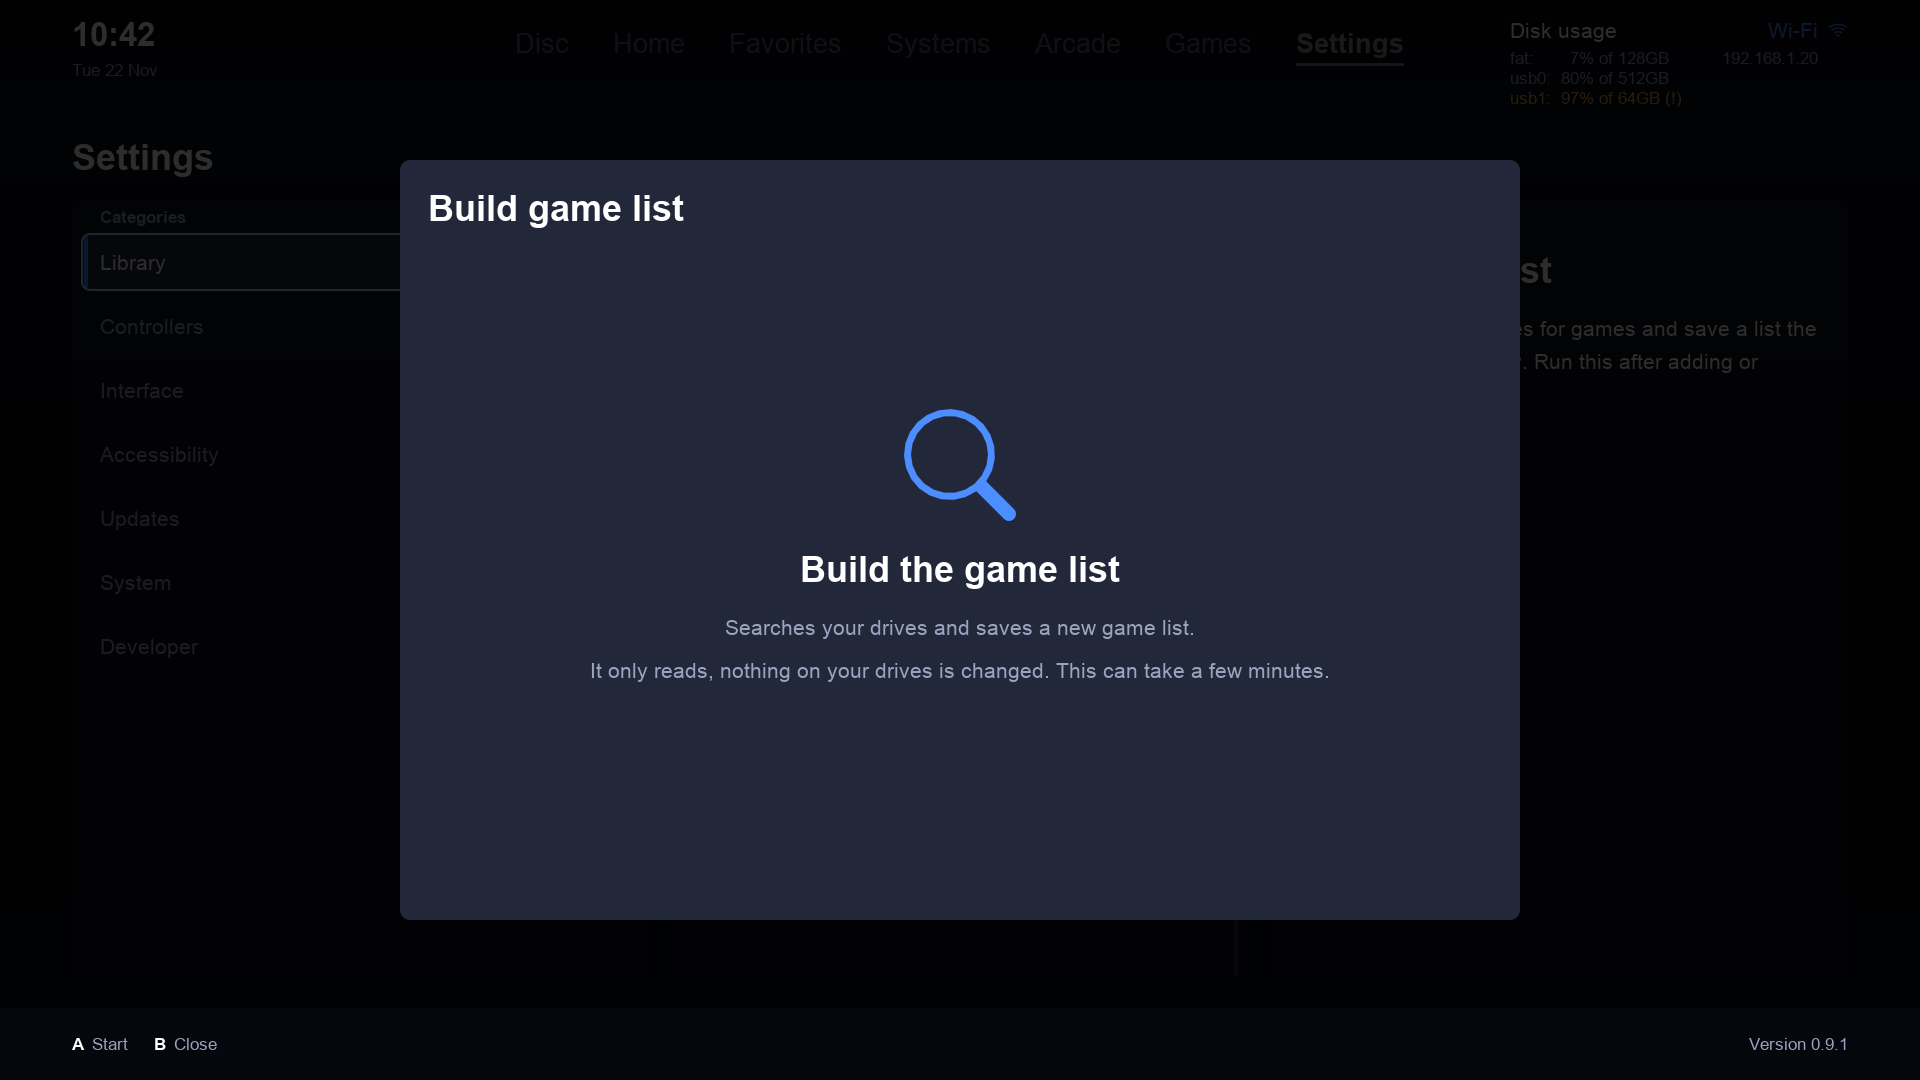 10:42
Tue 22 Nov
Disc Home Favorites Systems Arcade Games Settings
Disk usage
Wi-Fi
fat: 7% of 128GB
192.168.1.20
usb0: 80% of 512GB
usb1: 97% of 64GB (!)
Settings
Categories
Library
Controllers
Interface
Accessibility
Updates
System
Developer
Build game list
Build the game list
Searches your drives and saves a new game list.
It only reads, nothing on your drives is changed. This can take a few minutes.
for games and save a list the
Run this after adding or
A Start B Close
Version 0.9.1